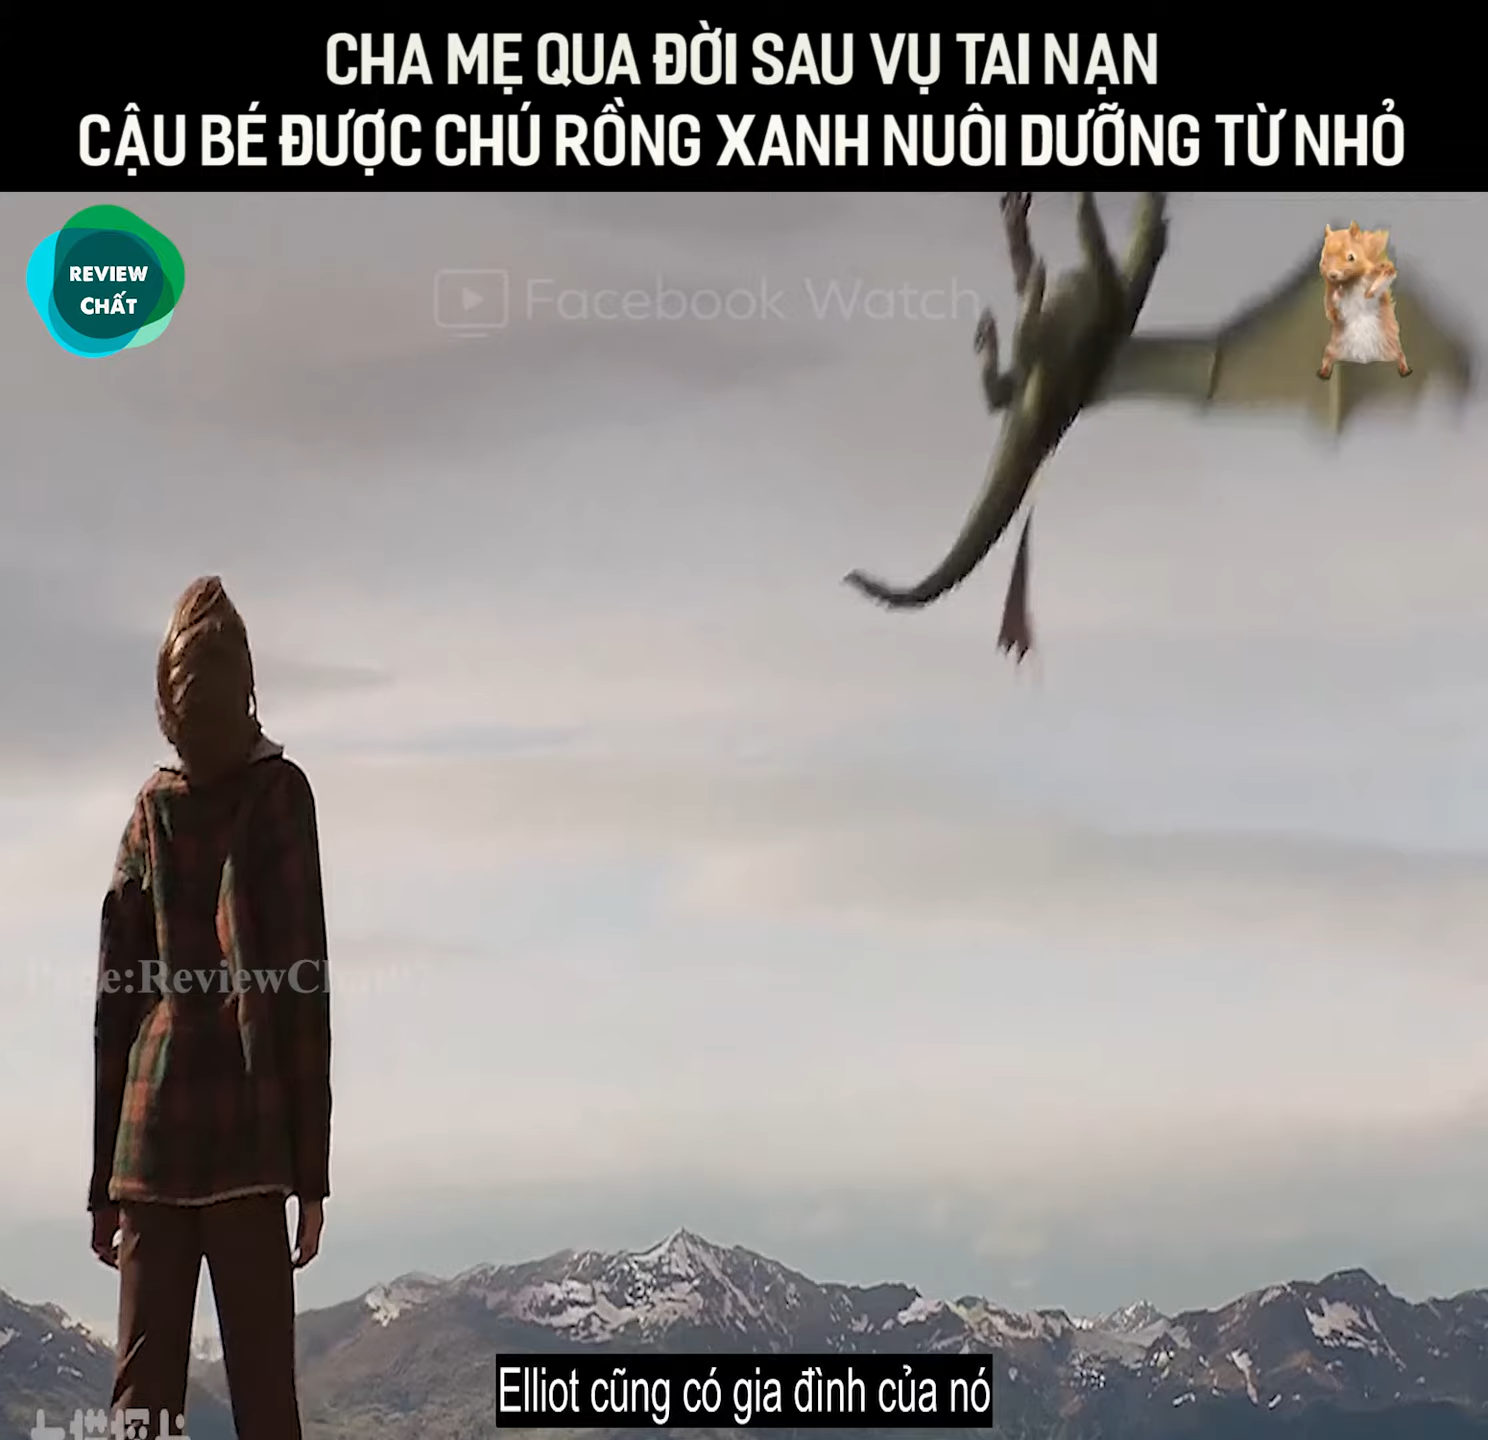 CHA MẸ QUA ĐỜI SAU VỤ TAI NẠN
CẬU BÉ ĐƯỢC CHÚ RỒNG XANH NUÔI DƯỠNG TỪ NHỎ
REVIEW
CHẤT
Facebook Watch
Elliot cũng có gia đình của nó